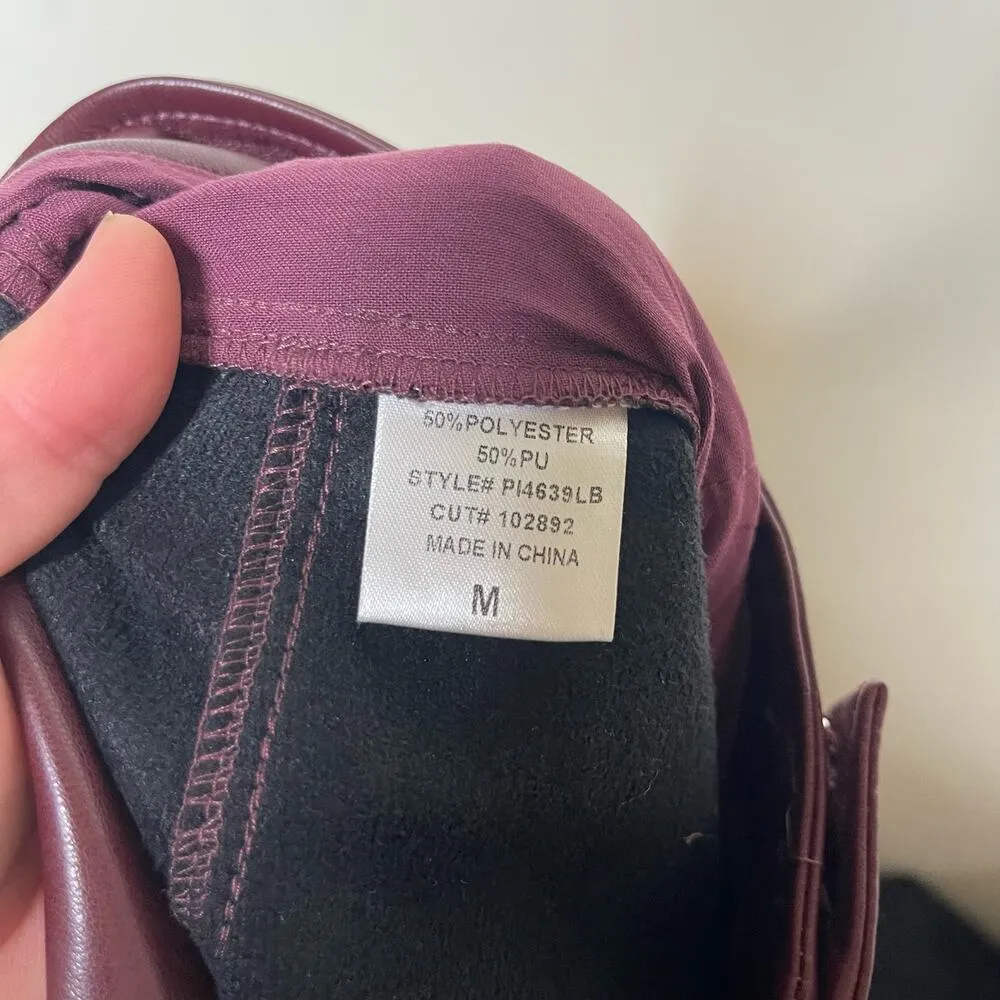 50%POLYESTER
50%PU
STYLE# PI4639LB
CUT# 102892
MADE IN CHINA
M